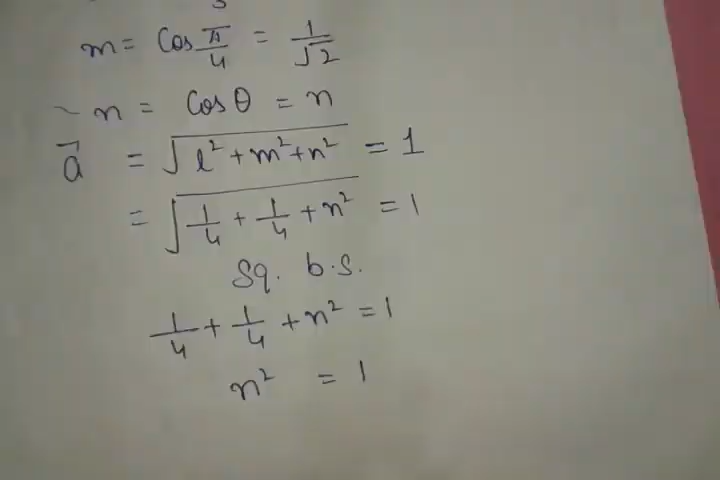 3
m = Cos π/4 = 1/√2
n = Cos θ = n
a⃗ = √(l² + m² + n²) = 1
= √(1/4 + 1/4 + n²) = 1
Sq. b.s.
1/4 + 1/4 + n² = 1
n² = 1